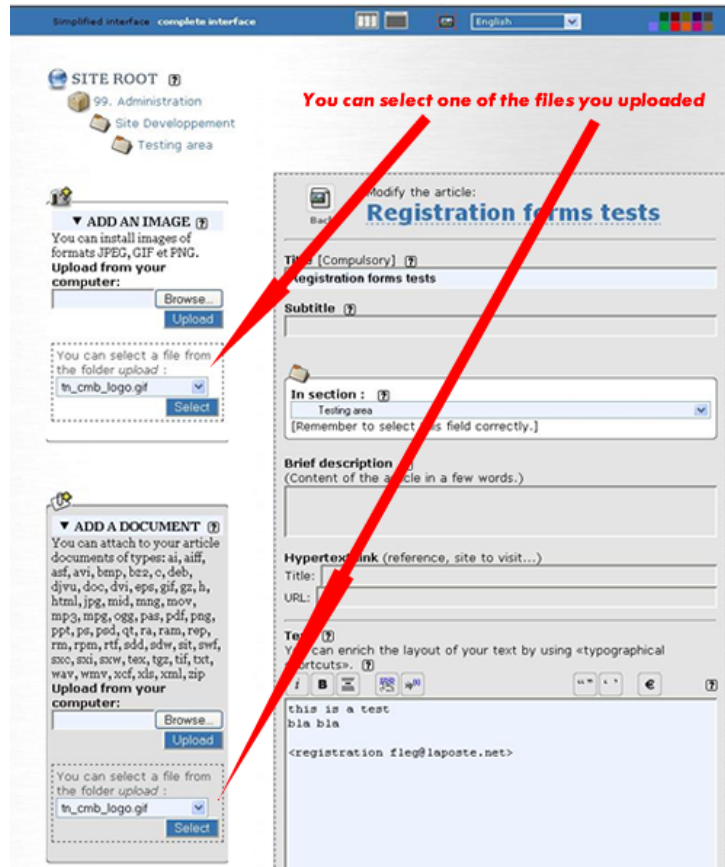 Simplified interface complete interface
English
SITE ROOT ?
99. Administration
Site Developpement
Testing area
You can select one of the files you uploaded
▼ ADD AN IMAGE ?
You can install images of
formats JPEG, GIF et PNG.
Upload from your
computer:
Browse...
Upload
You can select a file from
the folder upload :
tn_cmb_logo.gif
Select
▼ ADD A DOCUMENT ?
You can attach to your article
documents of types: ai, aiff,
asf, avi, bmp, bz2, c, deb,
djvu, doc, dvi, eps, gif, gz, h,
html, jpg, mid, mng, mov,
mp3, mpg, ogg, pas, pdf, png,
ppt, ps, psd, qt, ra, ram, rep,
rm, rpm, rtf, sdd, sdw, sit, swf,
sxc, sxi, sxw, tex, tgz, tif, txt,
wav, wmv, xcf, xls, xml, zip
Upload from your
computer:
Browse...
Upload
You can select a file from
the folder upload :
tn_cmb_logo.gif
Select
Back
Modify the article:
Registration forms tests
Title [Compulsory] ?
Registration forms tests
Subtitle ?
In section : ?
Testing area
[Remember to select this field correctly.]
Brief description
(Content of the article in a few words.)
Hypertext link (reference, site to visit...)
Title:
URL:
Text ?
You can enrich the layout of your text by using «typographical
shortcuts». ?
i B
€ ?
this is a test
bla bla
<registration fleg@laposte.net>